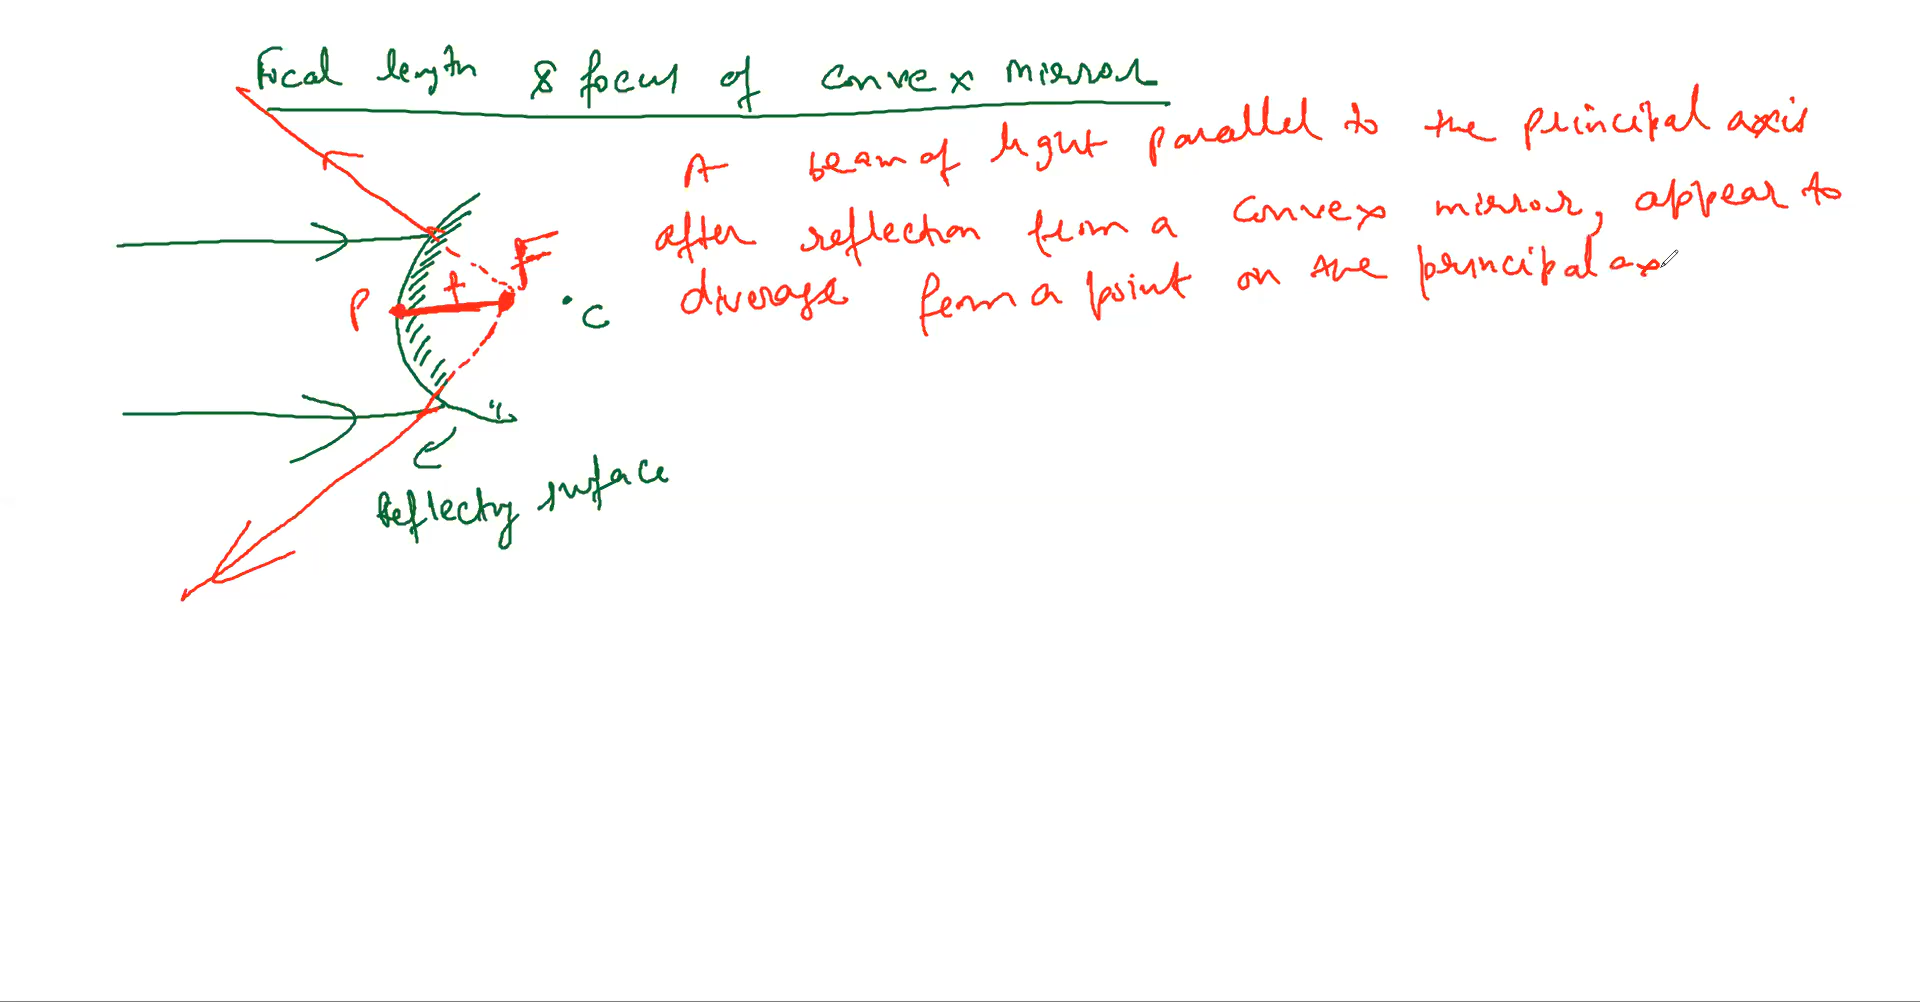 Focal length & focus of convex mirror
A beam of light parallel to the principal axis
after reflection from a convex mirror, appear to
diverage from a point on the principal ax
F
f
P
C
Reflecting surface